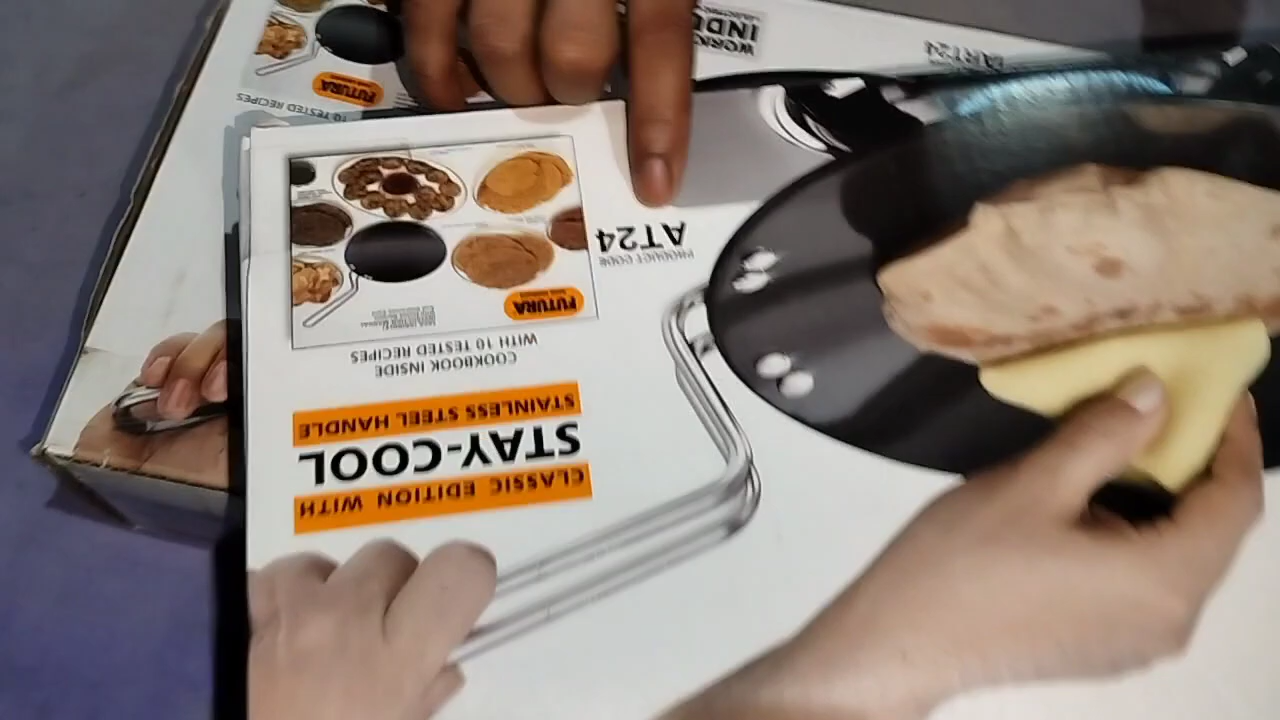 CLASSIC EDITION WITH
STAY-COOL
STAINLESS STEEL HANDLE
COOKBOOK INSIDE
WITH 10 TESTED RECIPES
FUTURA
PRODUCT CODE
AT24
FUTURA
10 TESTED RECIPES